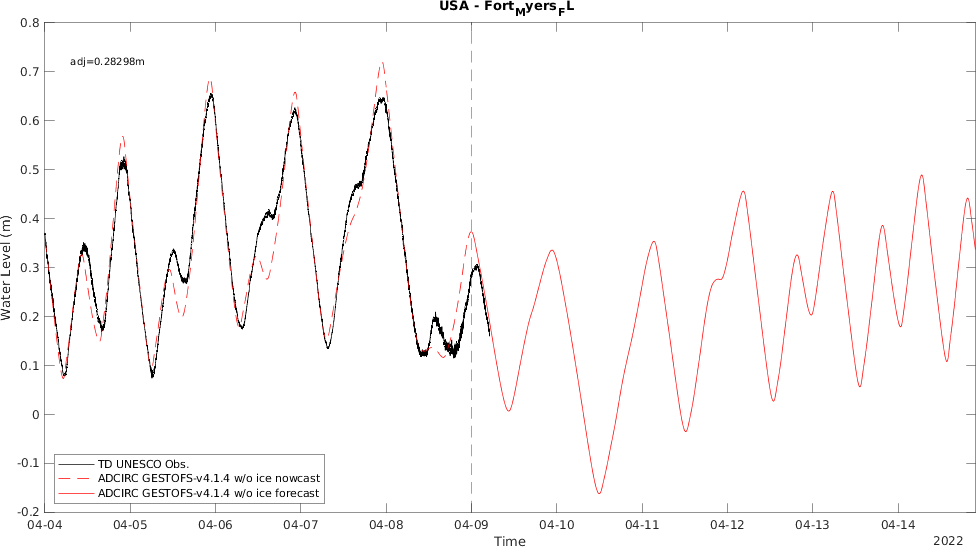 USA - Fort_Myers_FL
adj=0.28298m
0.8
0.7
0.6
0.5
0.4
0.3
0.2
0.1
0
-0.1
-0.2
Water Level (m)
TD UNESCO Obs.
ADCIRC GESTOFS-v4.1.4 w/o ice nowcast
ADCIRC GESTOFS-v4.1.4 w/o ice forecast
04-04 04-05 04-06 04-07 04-08 04-09 04-10 04-11 04-12 04-13 04-14
Time
2022